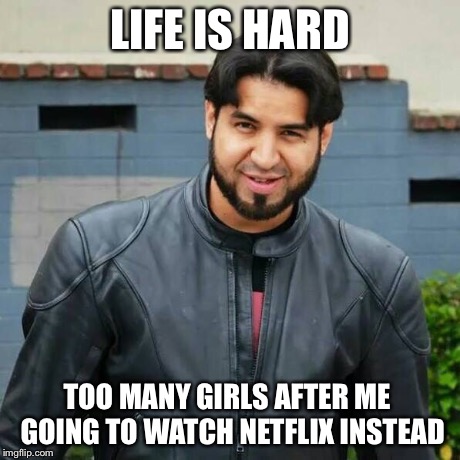 LIFE IS HARD
TOO MANY GIRLS AFTER ME
GOING TO WATCH NETFLIX INSTEAD
imgflip.com